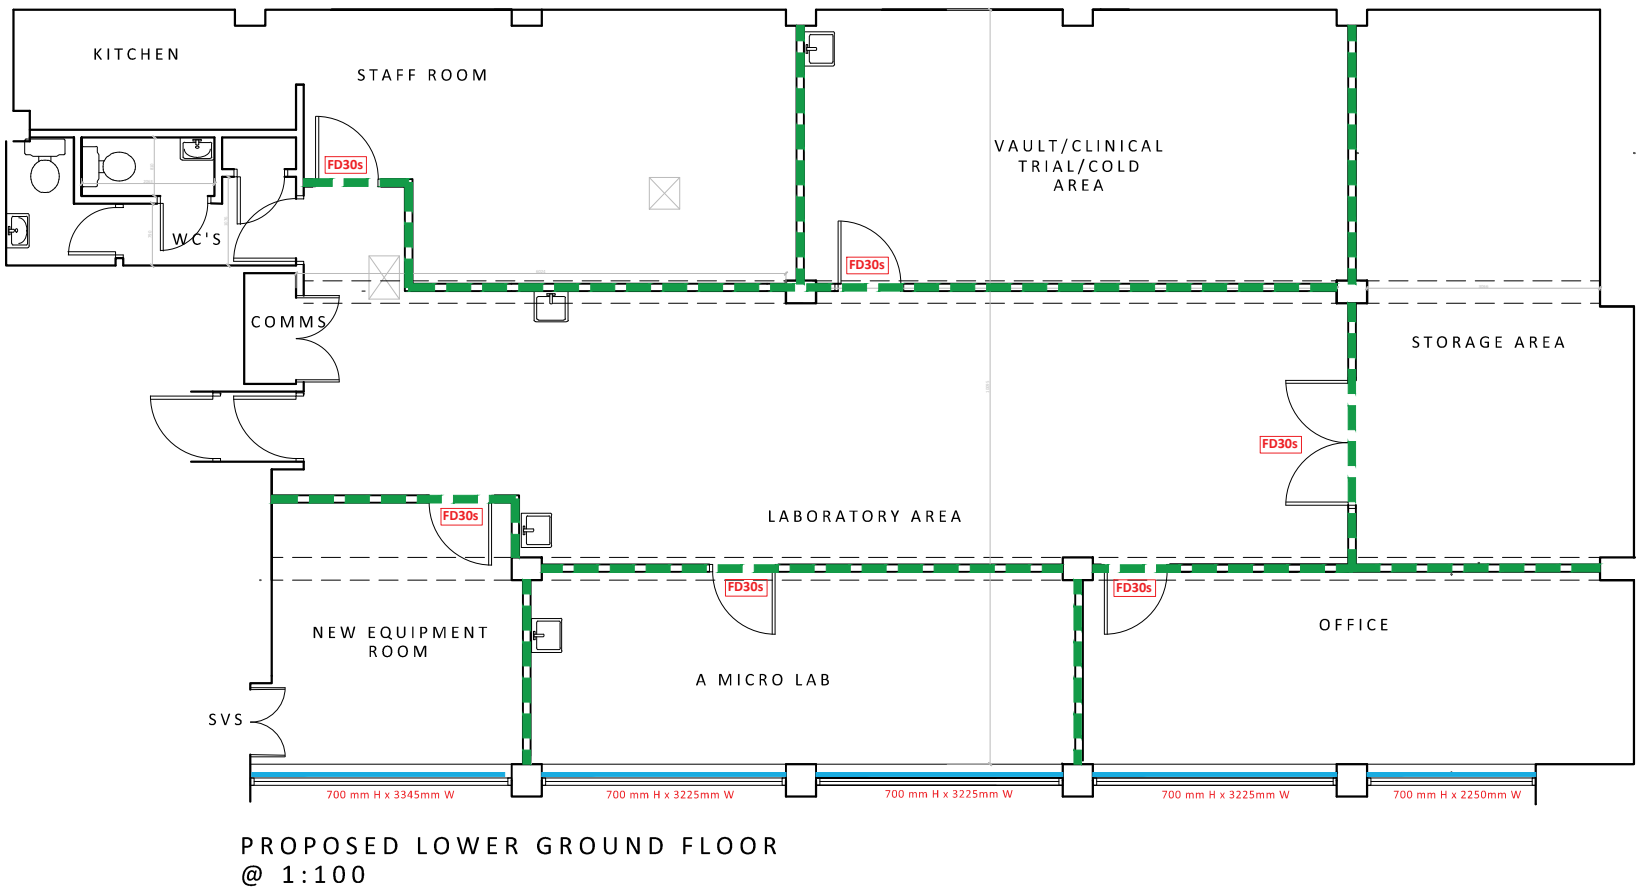 KITCHEN
STAFF ROOM
VAULT/CLINICAL
TRIAL/COLD
AREA
FD30s
WC'S
FD30s
COMMS
STORAGE AREA
FD30s
FD30s
LABORATORY AREA
FD30s
FD30s
NEW EQUIPMENT
ROOM
OFFICE
A MICRO LAB
SVS
700 mm H x 3345mm W
700 mm H x 3225mm W
700 mm H x 3225mm W
700 mm H x 3225mm W
700 mm H x 2250mm W
PROPOSED LOWER GROUND FLOOR
@ 1:100